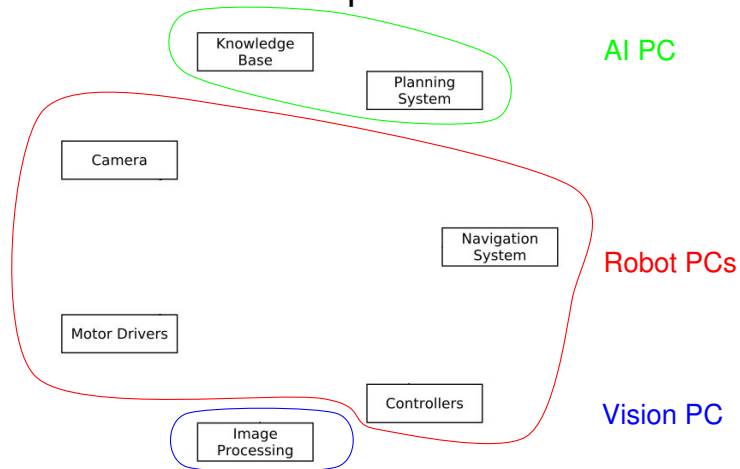 Knowledge
Base
AI PC
Planning
System
Camera
Navigation
System
Robot PCs
Motor Drivers
Controllers
Vision PC
Image
Processing